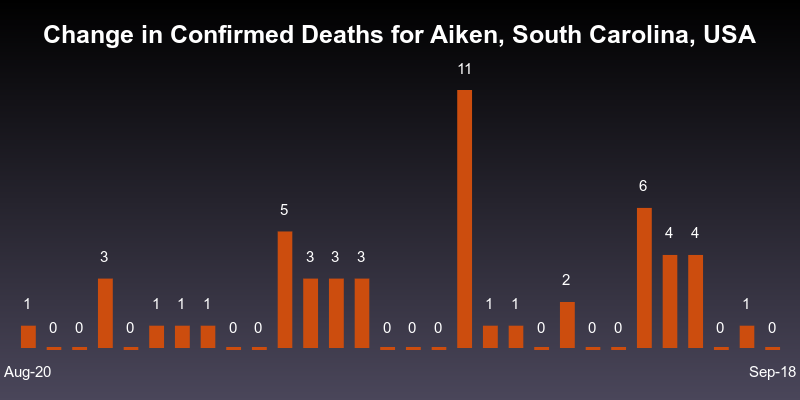 Change in Confirmed Deaths for Aiken, South Carolina, USA
1 0 0 3 0 1 1 1 0 0 5 3 3 3 0 0 0 11 1 1 0 2 0 0 6 4 4 0 1 0
Aug-20 Sep-18